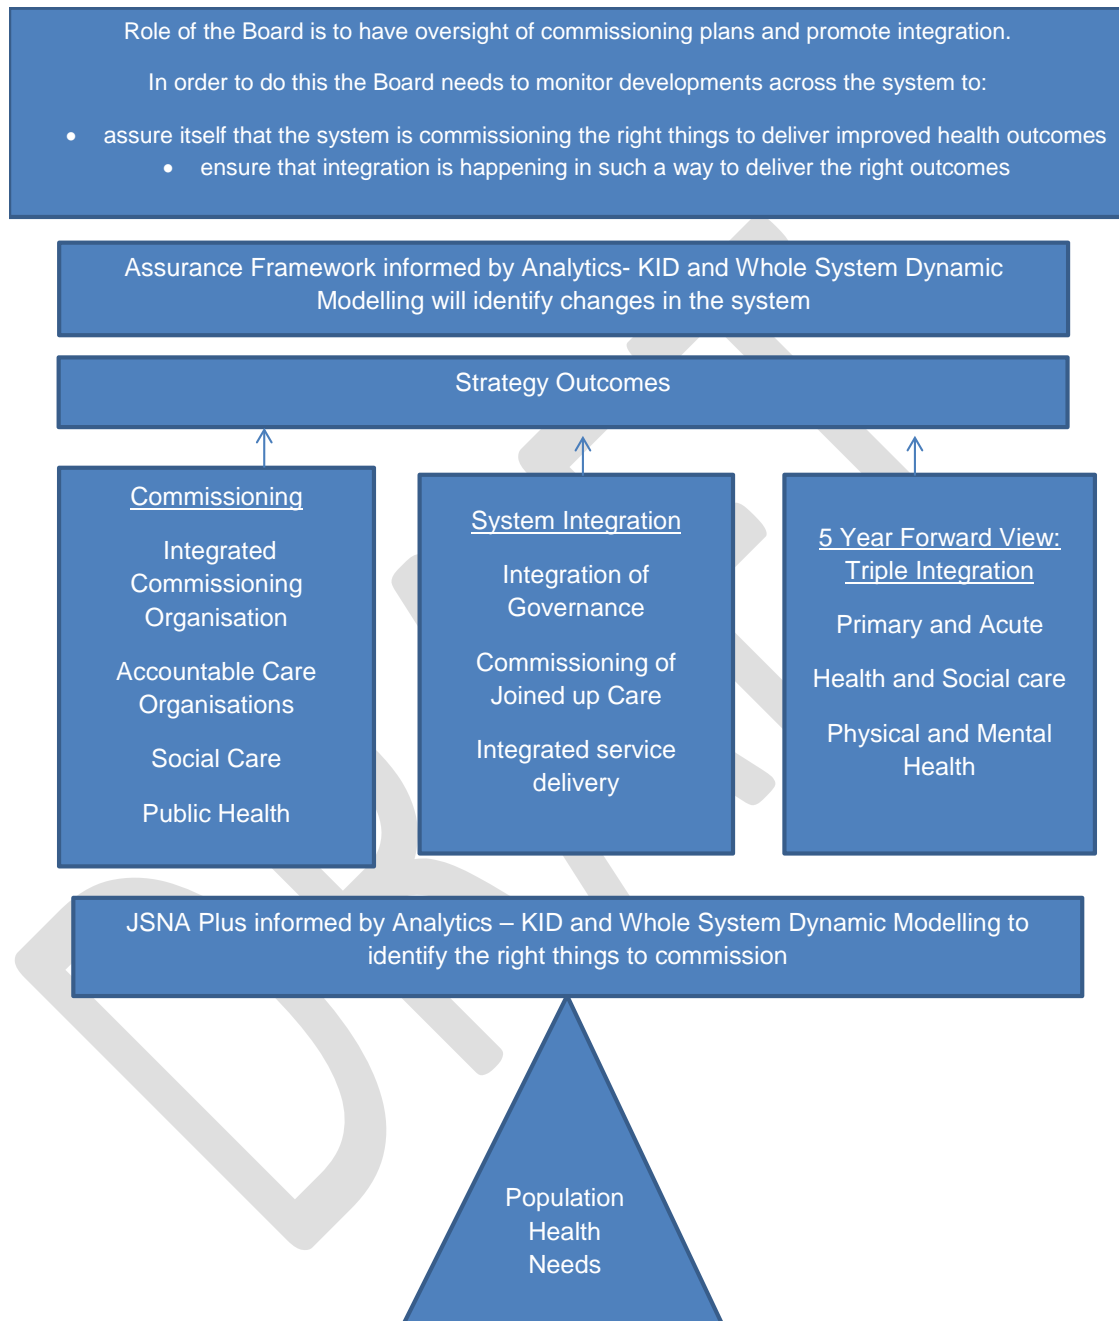 Role of the Board is to have oversight of commissioning plans and promote integration.
In order to do this the Board needs to monitor developments across the system to:
• assure itself that the system is commissioning the right things to deliver improved health outcomes
• ensure that integration is happening in such a way to deliver the right outcomes
Assurance Framework informed by Analytics- KID and Whole System Dynamic
Modelling will identify changes in the system
Strategy Outcomes
Commissioning
Integrated
Commissioning
Organisation
Accountable Care
Organisations
Social Care
Public Health
System Integration
Integration of
Governance
Commissioning of
Joined up Care
Integrated service
delivery
5 Year Forward View:
Triple Integration
Primary and Acute
Health and Social care
Physical and Mental
Health
JSNA Plus informed by Analytics – KID and Whole System Dynamic Modelling to
identify the right things to commission
Population
Health
Needs
DRAFT